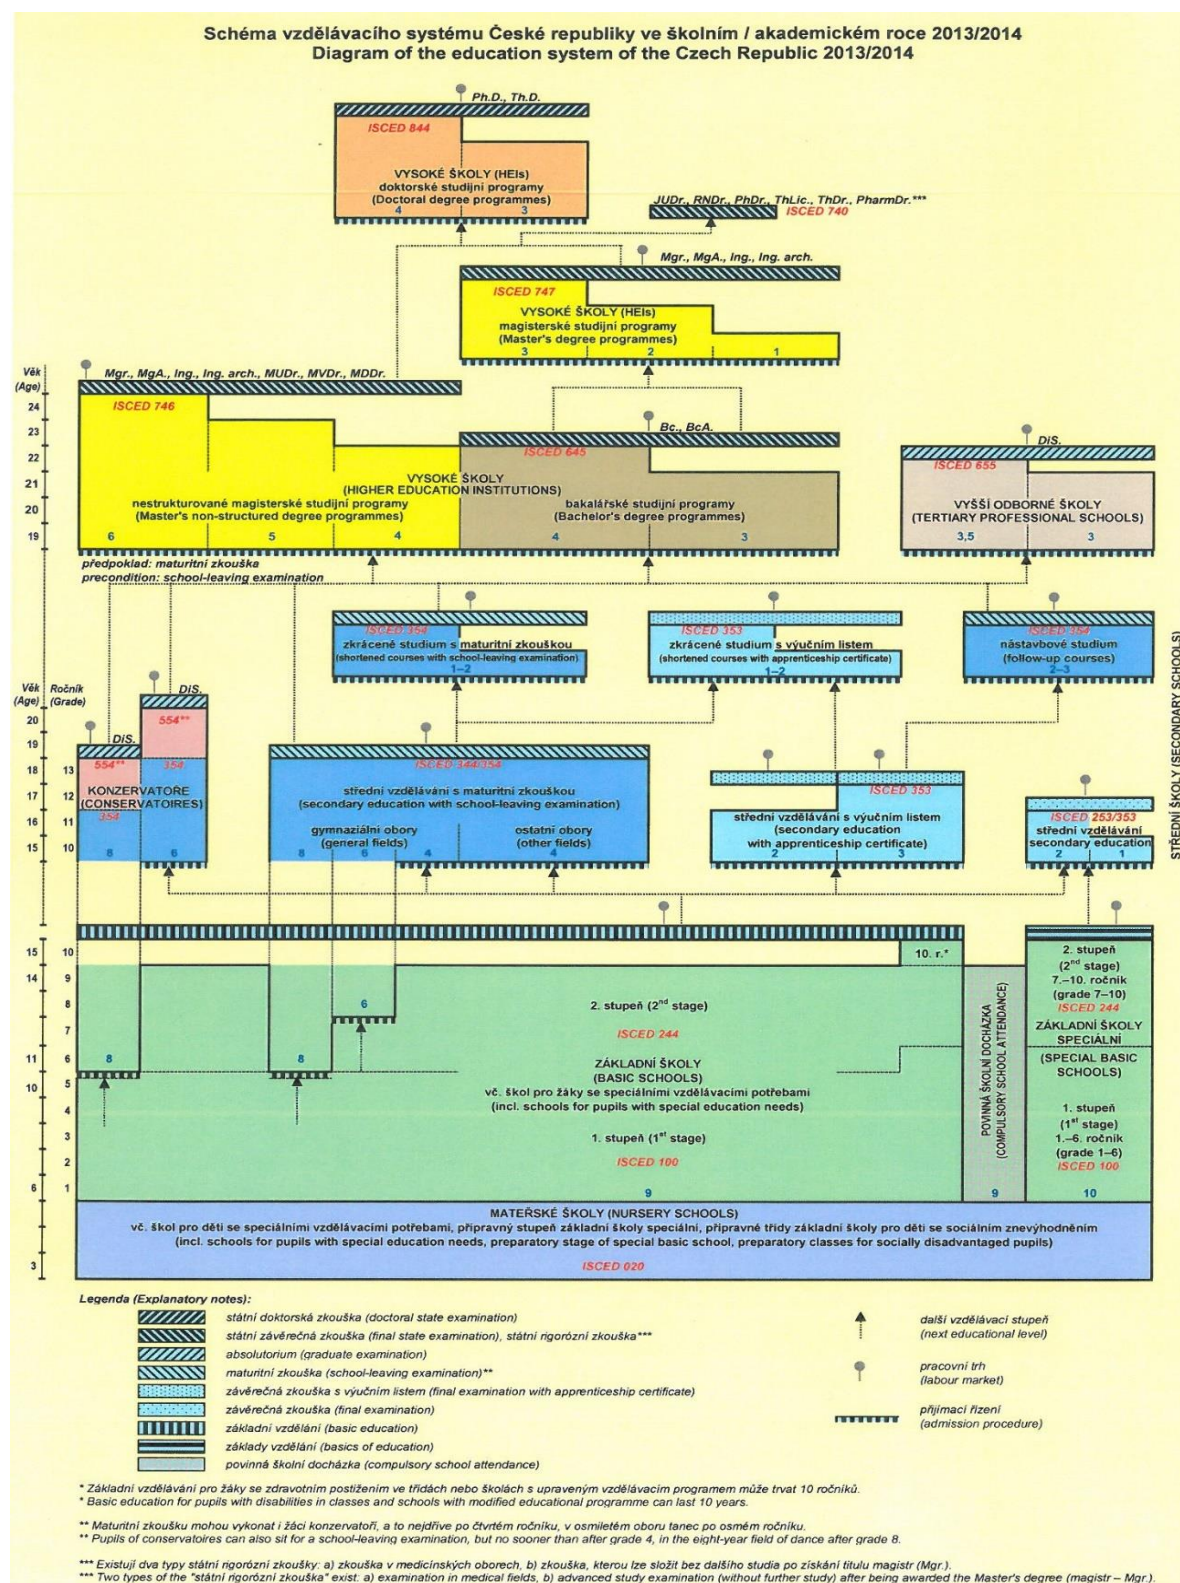 Schéma vzdělávacího systému České republiky ve školním / akademickém roce 2013/2014
Diagram of the education system of the Czech Republic 2013/2014
Ph.D., Th.D.
ISCED 844
VYSOKÉ ŠKOLY (HEIs)
doktorské studijní programy
(Doctoral degree programmes)
4 3
JUDr., RNDr., PhDr., ThLic., ThDr., PharmDr.***
ISCED 740
Mgr., MgA., Ing., Ing. arch.
ISCED 747
VYSOKÉ ŠKOLY (HEIs)
magisterské studijní programy
(Master's degree programmes)
3 2 1
Věk
(Age)
24
23
22
21
20
19
Mgr., MgA., Ing., Ing. arch., MUDr., MVDr., MDDr.
ISCED 746
Bc., BcA.
ISCED 645
VYSOKÉ ŠKOLY
(HIGHER EDUCATION INSTITUTIONS)
nestrukturované magisterské studijní programy
(Master's non-structured degree programmes)
6 5 4
bakalářské studijní programy
(Bachelor's degree programmes)
4 3
DiS.
ISCED 655
VYŠŠÍ ODBORNÉ ŠKOLY
(TERTIARY PROFESSIONAL SCHOOLS)
3,5 3
předpoklad: maturitní zkouška
precondition: school-leaving examination
ISCED 354
zkrácené studium s maturitní zkouškou
(shortened courses with school-leaving examination)
1–2
ISCED 353
zkrácené studium s výučním listem
(shortened courses with apprenticeship certificate)
1–2
ISCED 354
nástavbové studium
(follow-up courses)
2–3
STŘEDNÍ ŠKOLY (SECONDARY SCHOOLS)
Věk Ročník
(Age) (Grade)
20
19
18 13
17 12
16 11
15 10
DiS.
554**
DiS.
554**
354
KONZERVATOŘE
(CONSERVATOIRES)
354
8 6
ISCED 344/354
střední vzdělávání s maturitní zkouškou
(secondary education with school-leaving examination)
gymnaziální obory
(general fields)
ostatní obory
(other fields)
8 6 4 4
ISCED 353
střední vzdělávání s výučním listem
(secondary education
with apprenticeship certificate)
2 3
ISCED 253/353
střední vzdělávání
secondary education
2 1
15 10
14 9
8
7
11 6
10 5
4
3
2
6 1
3
10. r.*
8
8
6
2. stupeň (2nd stage)
ISCED 244
ZÁKLADNÍ ŠKOLY
(BASIC SCHOOLS)
vč. škol pro žáky se speciálními vzdělávacími potřebami
(incl. schools for pupils with special education needs)
1. stupeň (1st stage)
ISCED 100
9
POVINNÁ ŠKOLNÍ DOCHÁZKA
(COMPULSORY SCHOOL ATTENDANCE)
9
2. stupeň
(2nd stage)
7.–10. ročník
(grade 7–10)
ISCED 244
ZÁKLADNÍ ŠKOLY
SPECIÁLNÍ
(SPECIAL BASIC
SCHOOLS)
1. stupeň
(1st stage)
1.–6. ročník
(grade 1–6)
ISCED 100
10
MATEŘSKÉ ŠKOLY (NURSERY SCHOOLS)
vč. škol pro děti se speciálními vzdělávacími potřebami, přípravný stupeň základní školy speciální, přípravné třídy základní školy pro děti se sociálním znevýhodněním
(incl. schools for pupils with special education needs, preparatory stage of special basic school, preparatory classes for socially disadvantaged pupils)
ISCED 020
Legenda (Explanatory notes):
státní doktorská zkouška (doctoral state examination)
státní závěrečná zkouška (final state examination), státní rigorózní zkouška***
absolutorium (graduate examination)
maturitní zkouška (school-leaving examination)**
závěrečná zkouška s výučním listem (final examination with apprenticeship certificate)
závěrečná zkouška (final examination)
základní vzdělání (basic education)
základy vzdělání (basics of education)
povinná školní docházka (compulsory school attendance)
další vzdělávací stupeň
(next educational level)
pracovní trh
(labour market)
přijímací řízení
(admission procedure)
* Základní vzdělávání pro žáky se zdravotním postižením ve třídách nebo školách s upraveným vzdělávacím programem může trvat 10 ročníků.
* Basic education for pupils with disabilities in classes and schools with modified educational programme can last 10 years.
** Maturitní zkoušku mohou vykonat i žáci konzervatoří, a to nejdříve po čtvrtém ročníku, v osmiletém oboru tanec po osmém ročníku.
** Pupils of conservatoires can also sit for a school-leaving examination, but no sooner than after grade 4, in the eight-year field of dance after grade 8.
*** Existují dva typy státní rigorózní zkoušky: a) zkouška v medicínských oborech, b) zkouška, kterou lze složit bez dalšího studia po získání titulu magistr (Mgr.).
*** Two types of the "státní rigorózní zkouška" exist: a) examination in medical fields, b) advanced study examination (without further study) after being awarded the Master's degree (magistr – Mgr.).